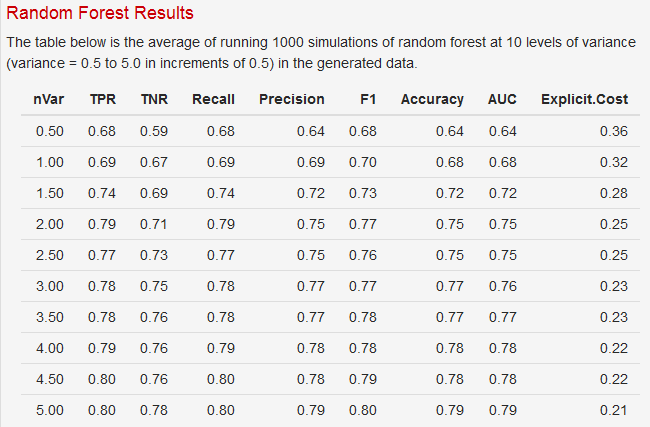 Random Forest Results
The table below is the average of running 1000 simulations of random forest at 10 levels of variance
(variance = 0.5 to 5.0 in increments of 0.5) in the generated data.
nVar TPR TNR Recall Precision F1 Accuracy AUC Explicit.Cost
0.50 0.68 0.59 0.68 0.64 0.68 0.64 0.64 0.36
1.00 0.69 0.67 0.69 0.69 0.70 0.68 0.68 0.32
1.50 0.74 0.69 0.74 0.72 0.73 0.72 0.72 0.28
2.00 0.79 0.71 0.79 0.75 0.77 0.75 0.75 0.25
2.50 0.77 0.73 0.77 0.75 0.76 0.75 0.75 0.25
3.00 0.78 0.75 0.78 0.77 0.77 0.77 0.76 0.23
3.50 0.78 0.76 0.78 0.77 0.78 0.77 0.77 0.23
4.00 0.79 0.76 0.79 0.78 0.78 0.78 0.78 0.22
4.50 0.80 0.76 0.80 0.78 0.79 0.78 0.78 0.22
5.00 0.80 0.78 0.80 0.79 0.80 0.79 0.79 0.21